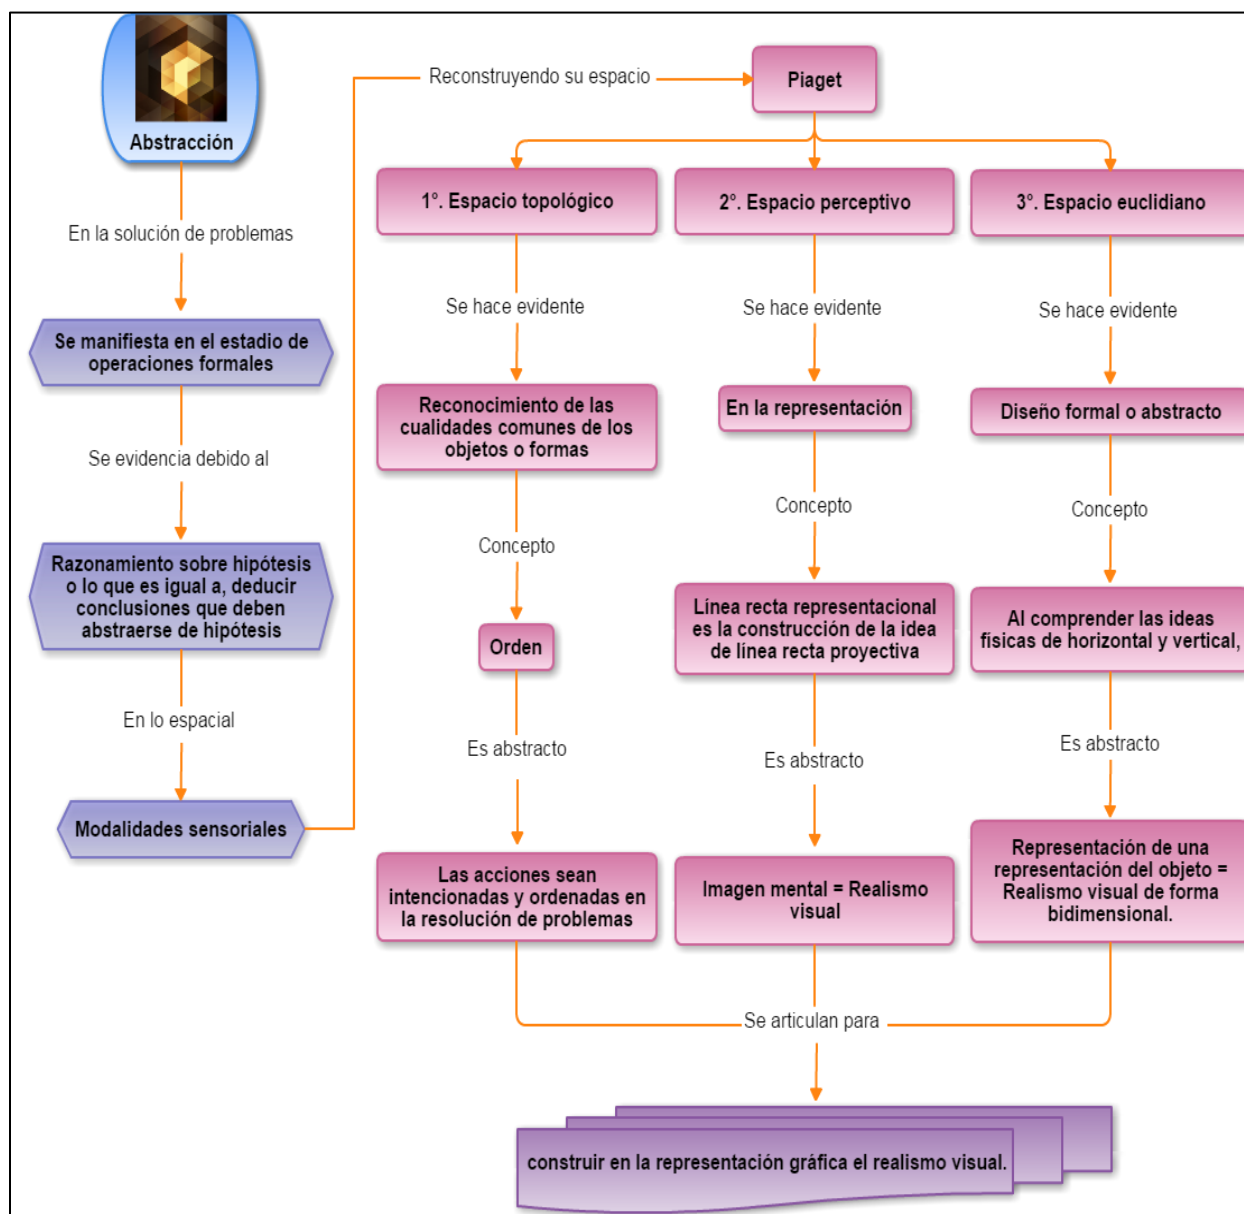 Abstracción
En la solución de problemas
Se manifiesta en el estadio de
operaciones formales
Se evidencia debido al
Razonamiento sobre hipótesis
o lo que es igual a, deducir
conclusiones que deben
abstraerse de hipótesis
En lo espacial
Modalidades sensoriales
Reconstruyendo su espacio
Piaget
1°. Espacio topológico
Se hace evidente
Reconocimiento de las
cualidades comunes de los
objetos o formas
Concepto
Orden
Es abstracto
Las acciones sean
intencionadas y ordenadas en
la resolución de problemas
2°. Espacio perceptivo
Se hace evidente
En la representación
Concepto
Línea recta representacional
es la construcción de la idea
de línea recta proyectiva
Es abstracto
Imagen mental = Realismo
visual
3°. Espacio euclidiano
Se hace evidente
Diseño formal o abstracto
Concepto
Al comprender las ideas
físicas de horizontal y vertical,
Es abstracto
Representación de una
representación del objeto =
Realismo visual de forma
bidimensional.
Se articulan para
construir en la representación gráfica el realismo visual.